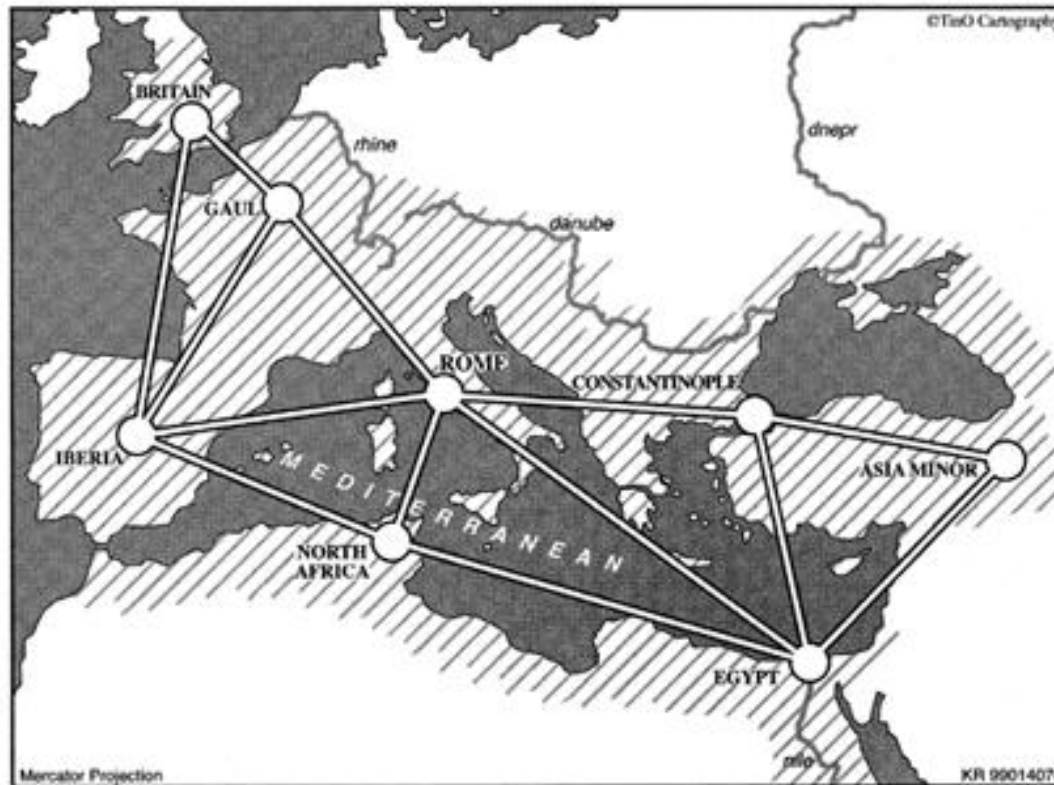 ©TinO Cartography
BRITAIN
rhine
dnepr
GAUL
danube
ROME
CONSTANTINOPLE
IBERIA
ASIA MINOR
MEDITERRANEAN
NORTH
AFRICA
EGYPT
nile
Mercator Projection
KR 9901407